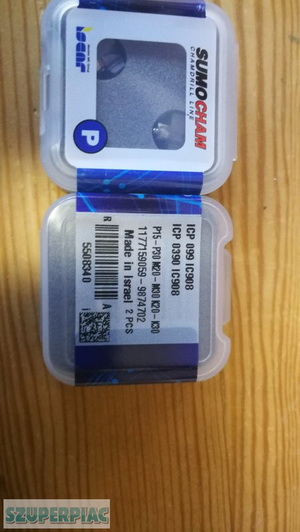 SUMOCHAM
CHAMDRILL LINE
iscar
P
ICP 099 IC908
ICP 0390 IC908
P15-P30 M20-M30 K20-K30
1177159059-9874702
Made in Israel 2 PCS
R
A
5508340
SZUPERPIAC